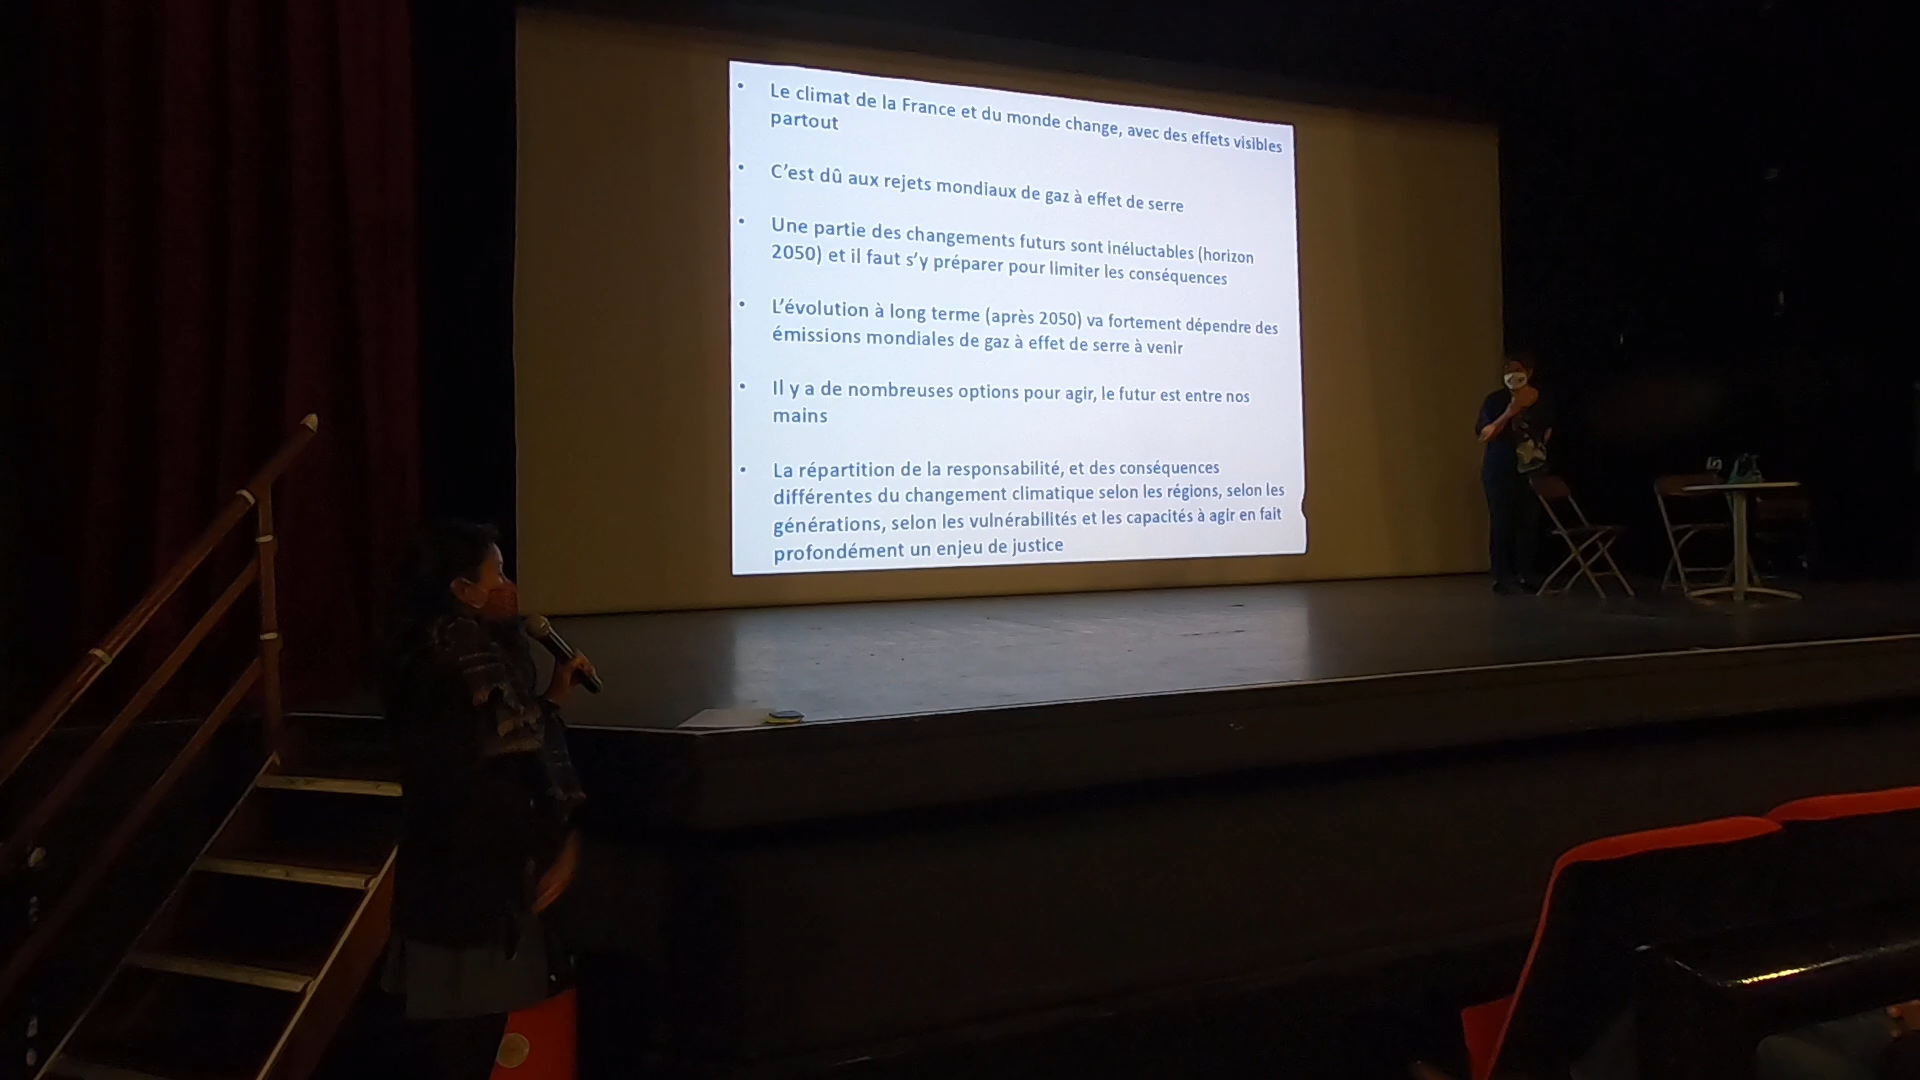 • Le climat de la France et du monde change, avec des effets visibles
partout
• C'est dû aux rejets mondiaux de gaz à effet de serre
• Une partie des changements futurs sont inéluctables (horizon
2050) et il faut s'y préparer pour limiter les conséquences
• L'évolution à long terme (après 2050) va fortement dépendre des
émissions mondiales de gaz à effet de serre à venir
• Il y a de nombreuses options pour agir, le futur est entre nos
mains
• La répartition de la responsabilité, et des conséquences
différentes du changement climatique selon les régions, selon les
générations, selon les vulnérabilités et les capacités à agir en fait
profondément un enjeu de justice